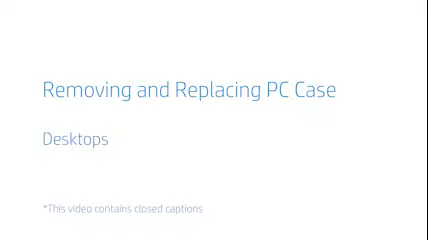 Removing and Replacing PC Case
Desktops
*This video contains closed captions